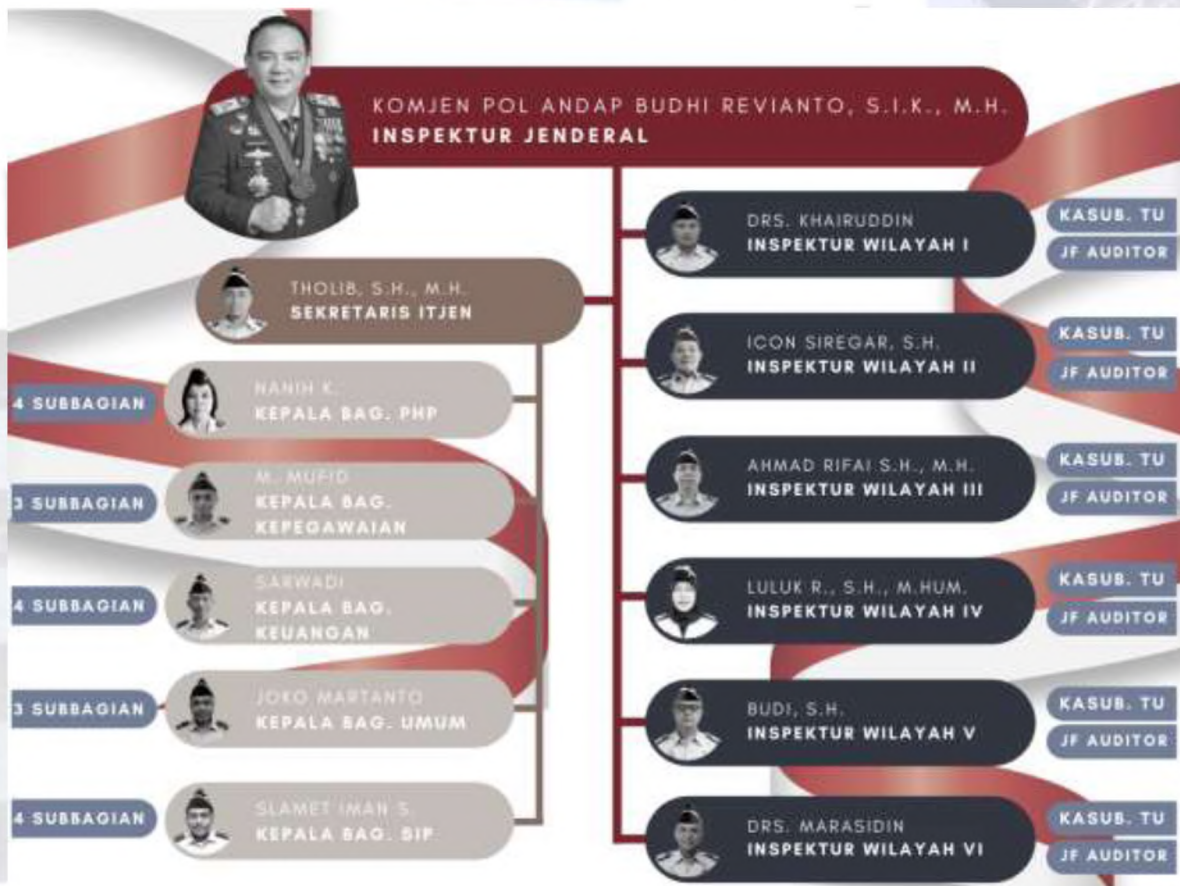 KOMJEN POL ANDAP BUDHI REVIANTO, S.I.K., M.H.
INSPEKTUR JENDERAL
THOLIB, S.H., M.H.
SEKRETARIS ITJEN
4 SUBBAGIAN
NANIH K.
KEPALA BAG. PHP
3 SUBBAGIAN
M. MUFID
KEPALA BAG.
KEPEGAWAIAN
4 SUBBAGIAN
SARWADI
KEPALA BAG.
KEUANGAN
3 SUBBAGIAN
JOKO MARTANTO
KEPALA BAG. UMUM
4 SUBBAGIAN
SLAMET IMAN S.
KEPALA BAG. SIP
DRS. KHAIRUDDIN
INSPEKTUR WILAYAH I
KASUB. TU
JF AUDITOR
ICON SIREGAR, S.H.
INSPEKTUR WILAYAH II
KASUB. TU
JF AUDITOR
AHMAD RIFAI S.H., M.H.
INSPEKTUR WILAYAH III
KASUB. TU
JF AUDITOR
LULUK R., S.H., M.HUM.
INSPEKTUR WILAYAH IV
KASUB. TU
JF AUDITOR
BUDI, S.H.
INSPEKTUR WILAYAH V
KASUB. TU
JF AUDITOR
DRS. MARASIDIN
INSPEKTUR WILAYAH VI
KASUB. TU
JF AUDITOR